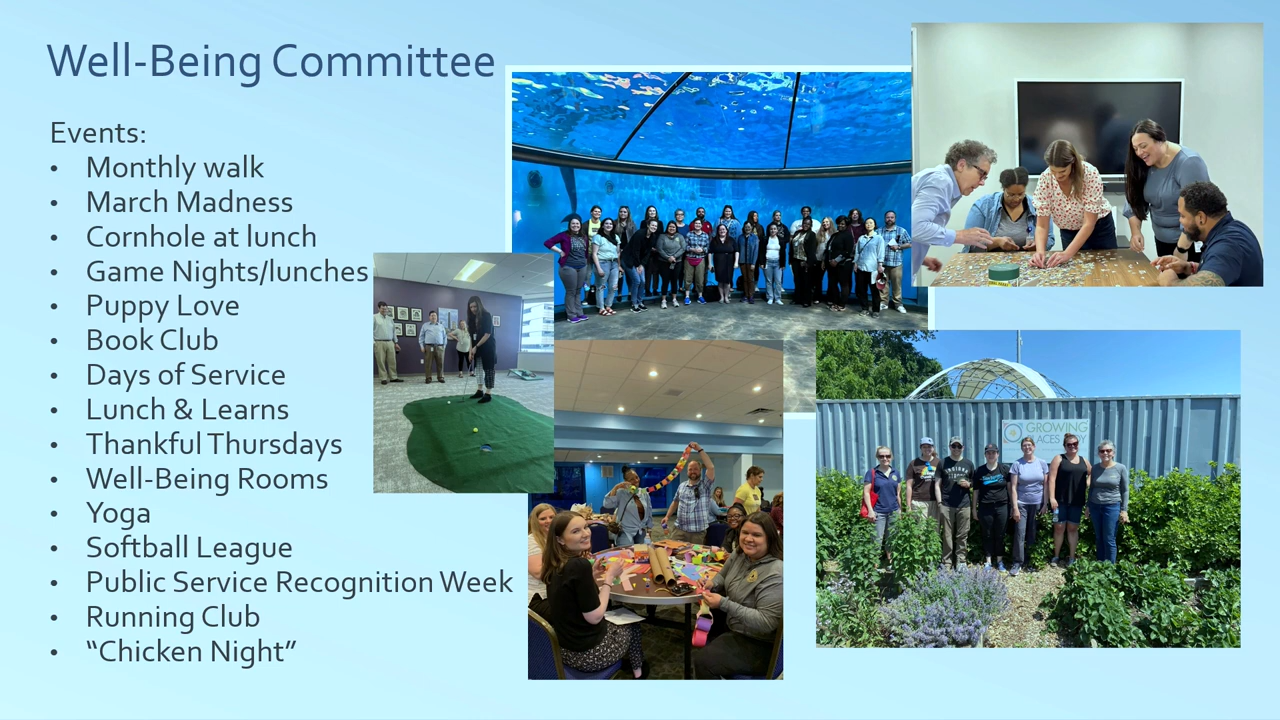 Well-Being Committee
Events:
• Monthly walk
• March Madness
• Cornhole at lunch
• Game Nights/lunches
• Puppy Love
• Book Club
• Days of Service
• Lunch & Learns
• Thankful Thursdays
• Well-Being Rooms
• Yoga
• Softball League
• Public Service Recognition Week
• Running Club
• “Chicken Night”
GROWING